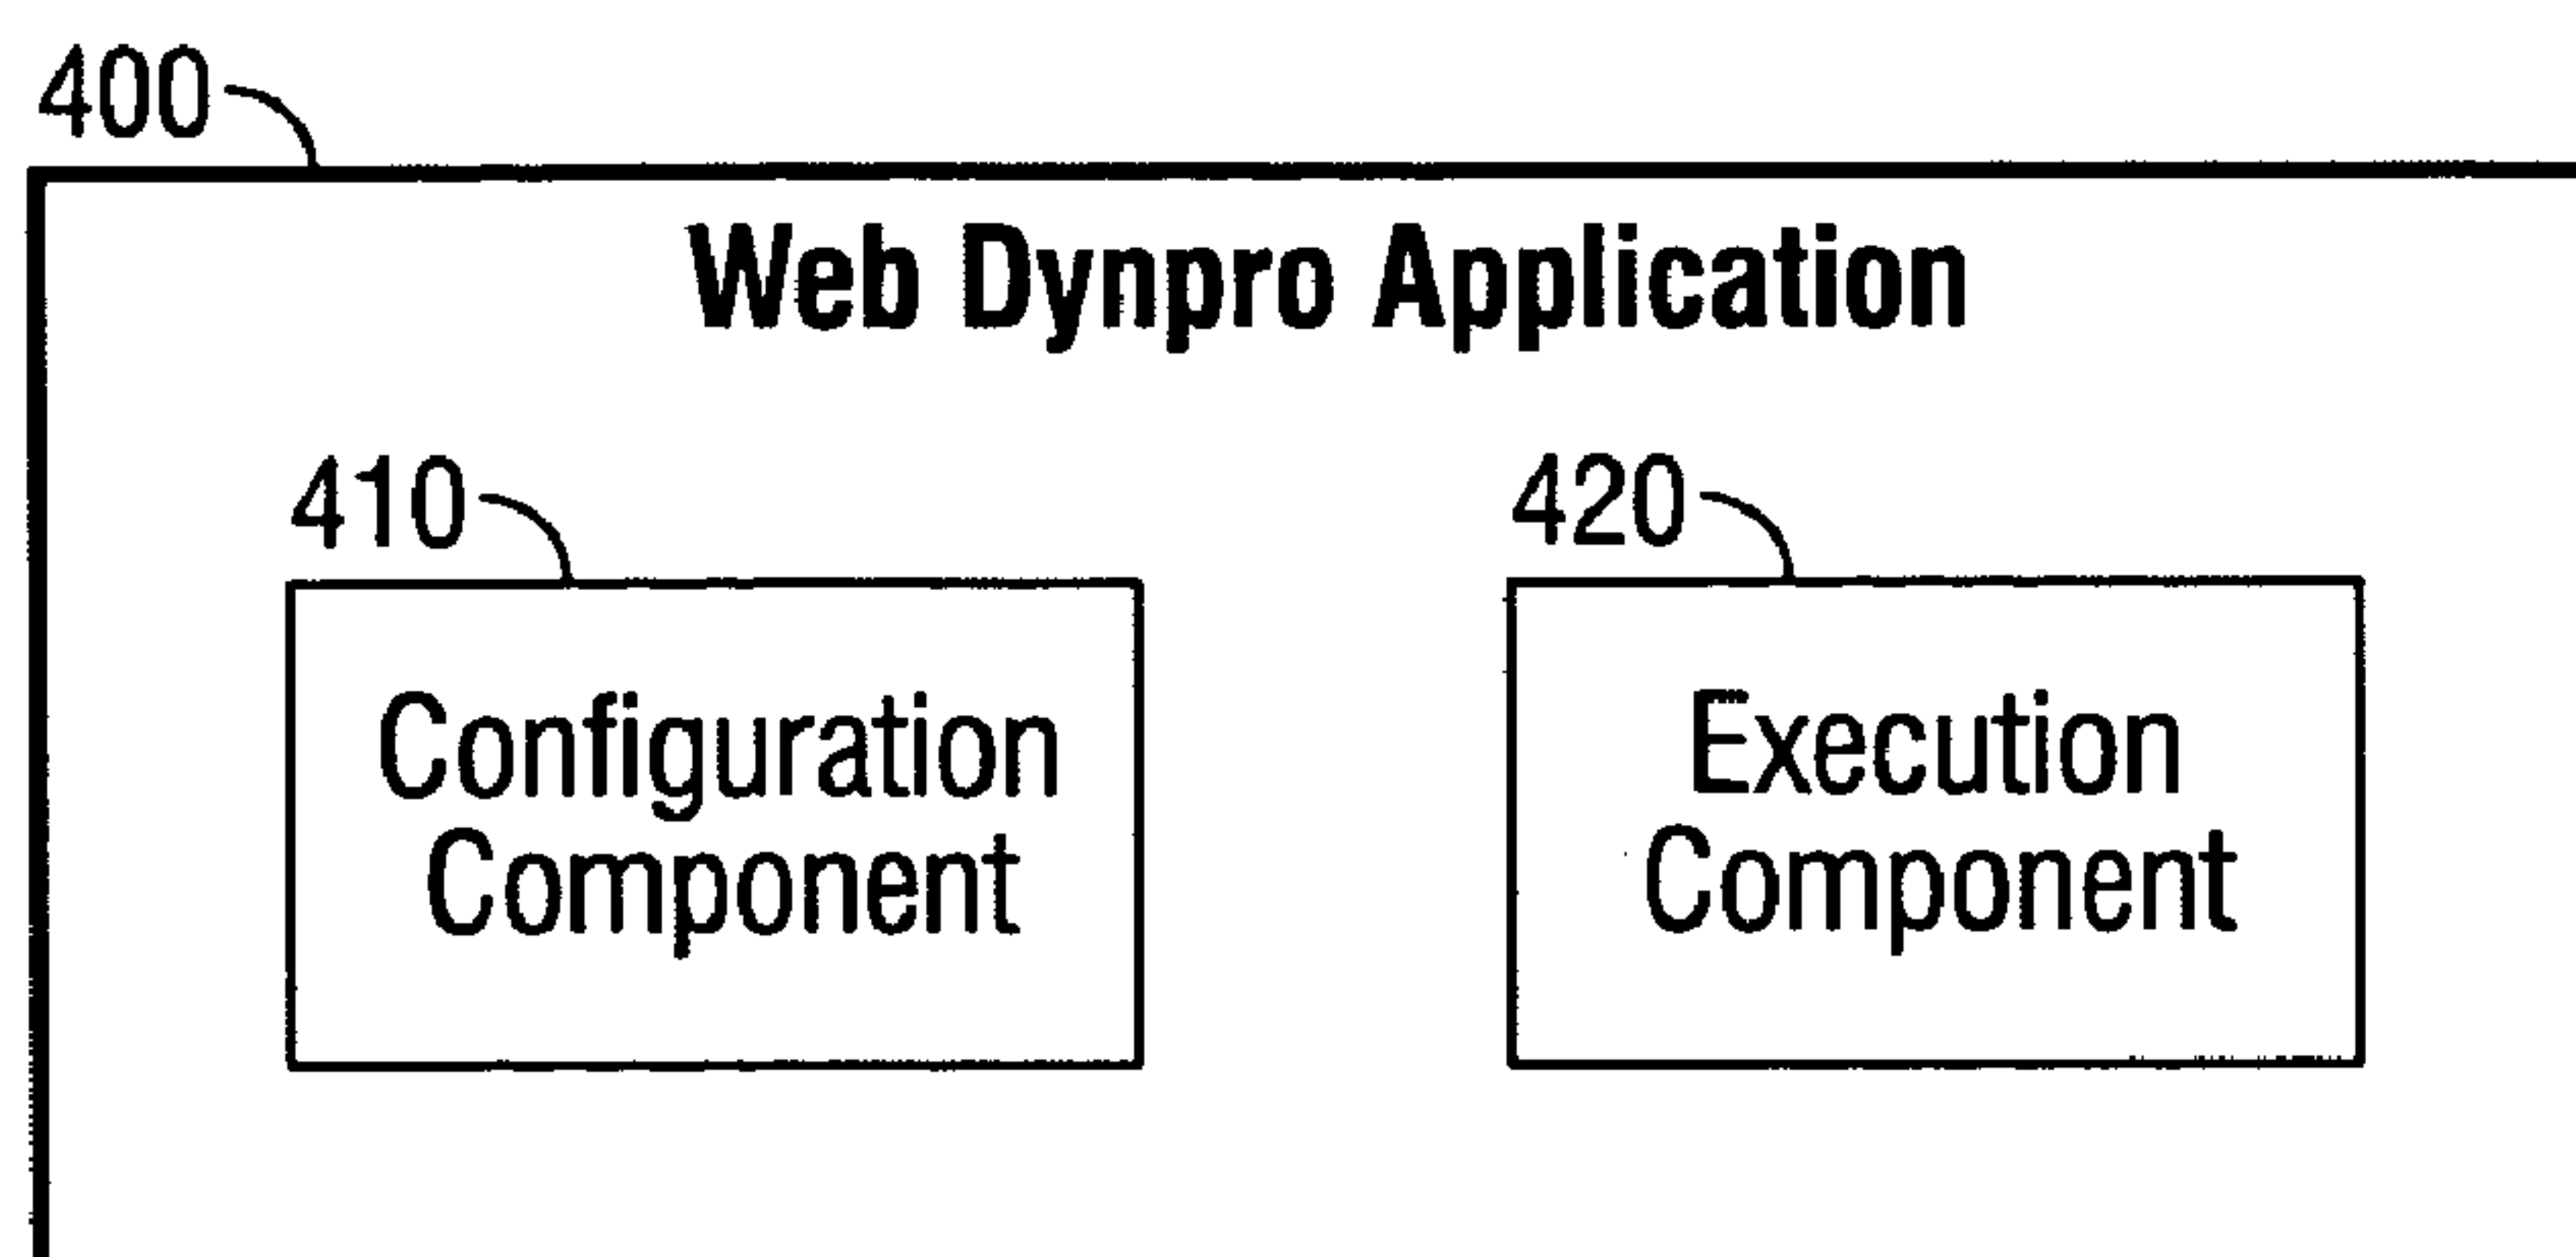 400
Web Dynpro Application
410
420
Configuration
Component
Execution
Component